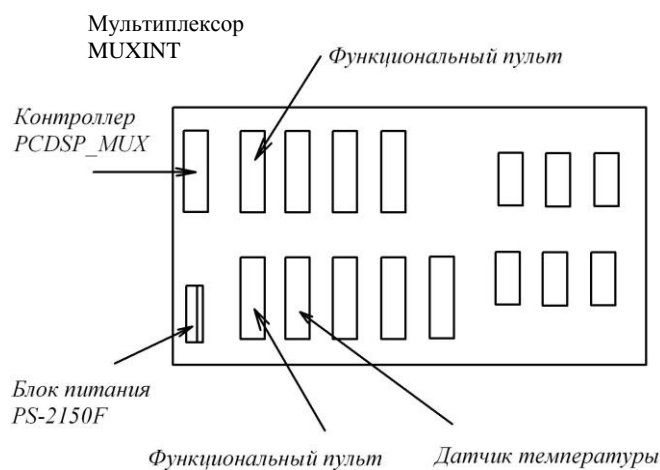 Мультиплексор
MUXINT
Функциональный пульт
Контроллер
PCDSP_MUX
Блок питания
PS-2150F
Функциональный пульт
Датчик температуры